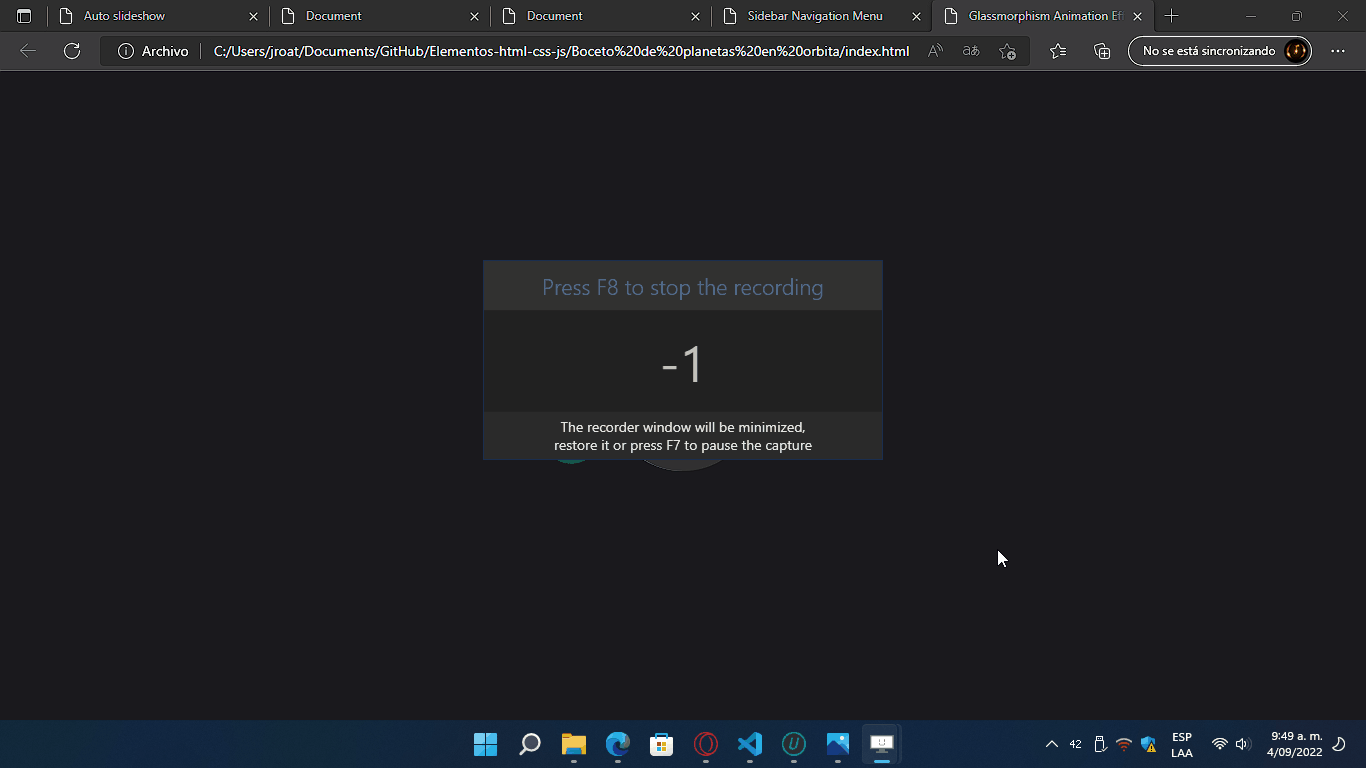 Auto slideshow
Document
Document
Sidebar Navigation Menu
Glassmorphism Animation Ef
Archivo
C:/Users/jroat/Documents/GitHub/Elementos-html-css-js/Boceto%20de%20planetas%20en%20orbita/index.html
No se está sincronizando
Press F8 to stop the recording
-1
The recorder window will be minimized,
restore it or press F7 to pause the capture
42
ESP
LAA
9:49 a. m.
4/09/2022